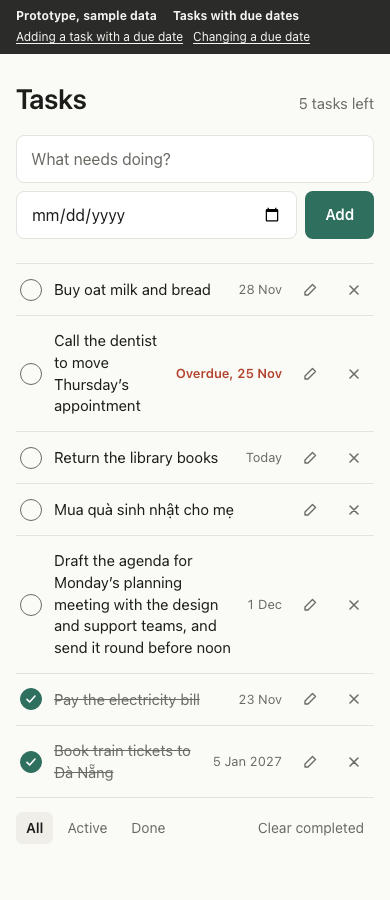 Prototype, sample data Tasks with due dates
Adding a task with a due date Changing a due date
Tasks
5 tasks left
What needs doing?
mm/dd/yyyy
Add
Buy oat milk and bread 28 Nov
Call the dentist
to move
Thursday’s
appointment
Overdue, 25 Nov
Return the library books Today
Mua quà sinh nhật cho mẹ
Draft the agenda for
Monday’s planning
meeting with the design
and support teams, and
send it round before noon
1 Dec
Pay the electricity bill 23 Nov
Book train tickets to
Đà Nẵng
5 Jan 2027
All Active Done Clear completed